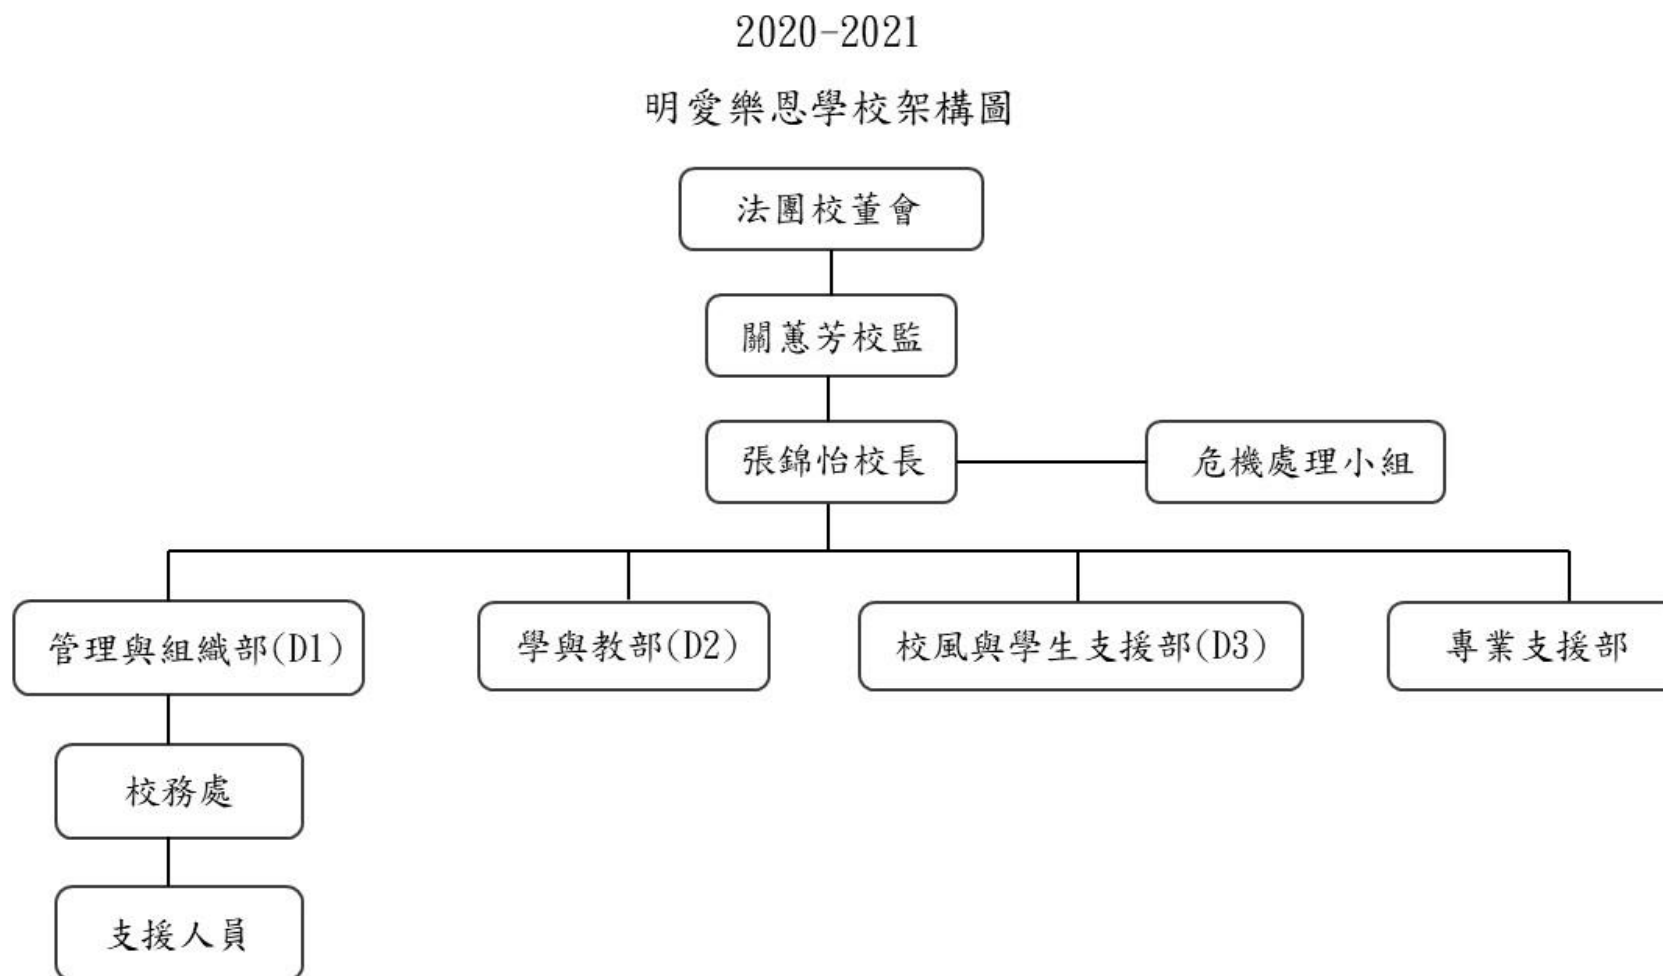 2020-2021
明愛樂恩學校架構圖
法團校董會
關蕙芳校監
張錦怡校長
危機處理小組
管理與組織部(D1)
學與教部(D2)
校風與學生支援部(D3)
專業支援部
校務處
支援人員